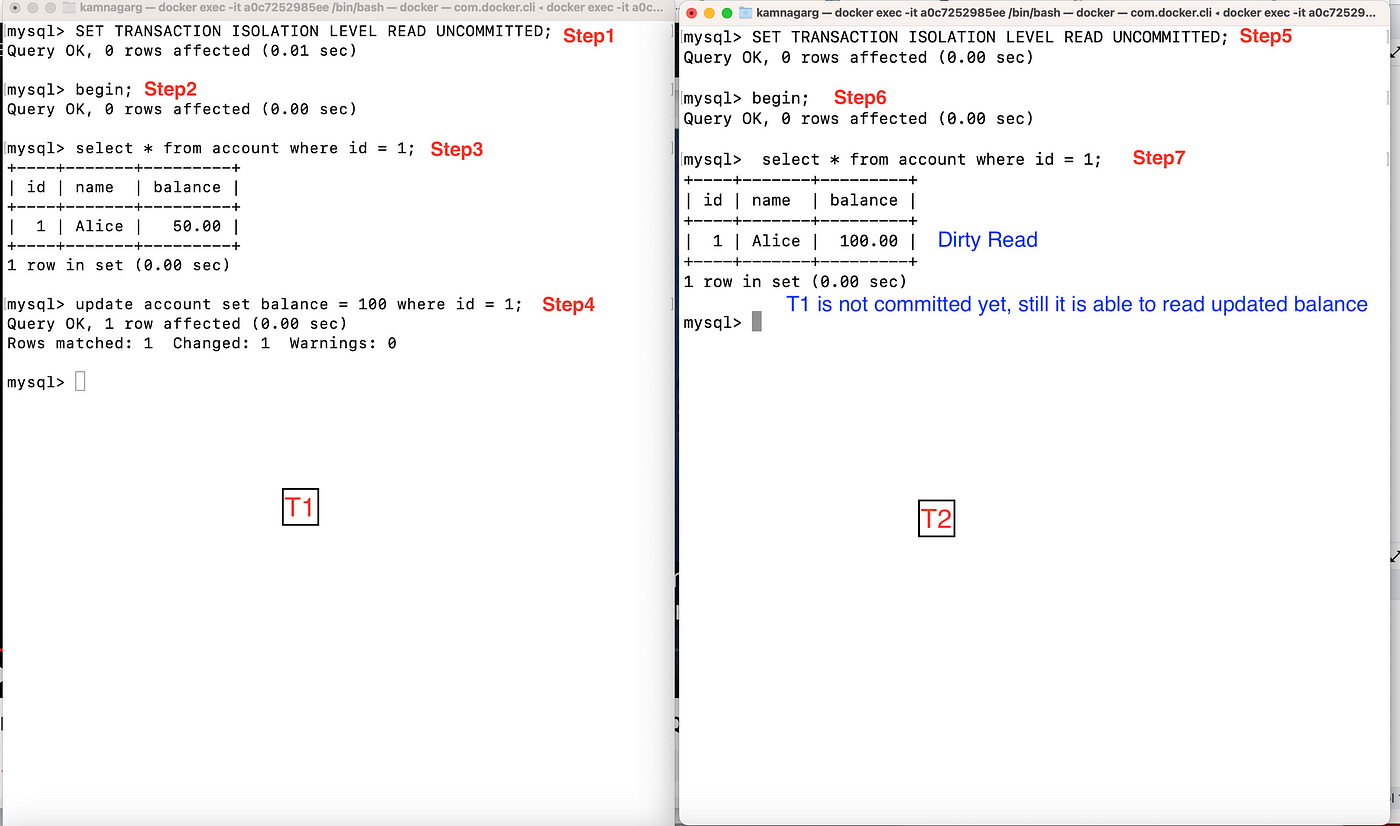 kamnagarg — docker exec -it a0c7252985ee /bin/bash — docker — com.docker.cli ◂ docker exec -it a0c...
[mysql> SET TRANSACTION ISOLATION LEVEL READ UNCOMMITTED; Step1 ]
Query OK, 0 rows affected (0.01 sec)
[mysql> begin; Step2 ]
Query OK, 0 rows affected (0.00 sec)
[mysql> select * from account where id = 1; Step3 ]
+----+-------+---------+
| id | name  | balance |
+----+-------+---------+
|  1 | Alice |   50.00 |
+----+-------+---------+
1 row in set (0.00 sec)
[mysql> update account set balance = 100 where id = 1; Step4 ]
Query OK, 1 row affected (0.00 sec)
Rows matched: 1  Changed: 1  Warnings: 0
mysql>
T1
kamnagarg — docker exec -it a0c7252985ee /bin/bash — docker — com.docker.cli ◂ docker exec -it a0c72529...
[mysql> SET TRANSACTION ISOLATION LEVEL READ UNCOMMITTED; Step5 ]
Query OK, 0 rows affected (0.00 sec)
[mysql> begin; Step6 ]
Query OK, 0 rows affected (0.00 sec)
[mysql>  select * from account where id = 1; Step7 ]
+----+-------+---------+
| id | name  | balance |
+----+-------+---------+
|  1 | Alice |  100.00 | Dirty Read
+----+-------+---------+
1 row in set (0.00 sec)
T1 is not committed yet, still it is able to read updated balance
mysql>
T2